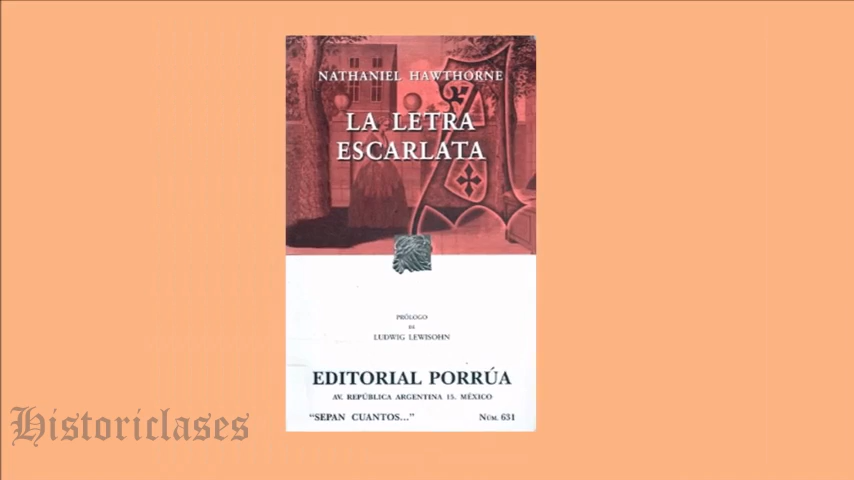 NATHANIEL HAWTHORNE
LA LETRA
ESCARLATA
PRÓLOGO
DE
LUDWIG LEWISOHN
EDITORIAL PORRÚA
AV. REPÚBLICA ARGENTINA 15. MÉXICO
"SEPAN CUANTOS..." NÚM. 631
Historiclases